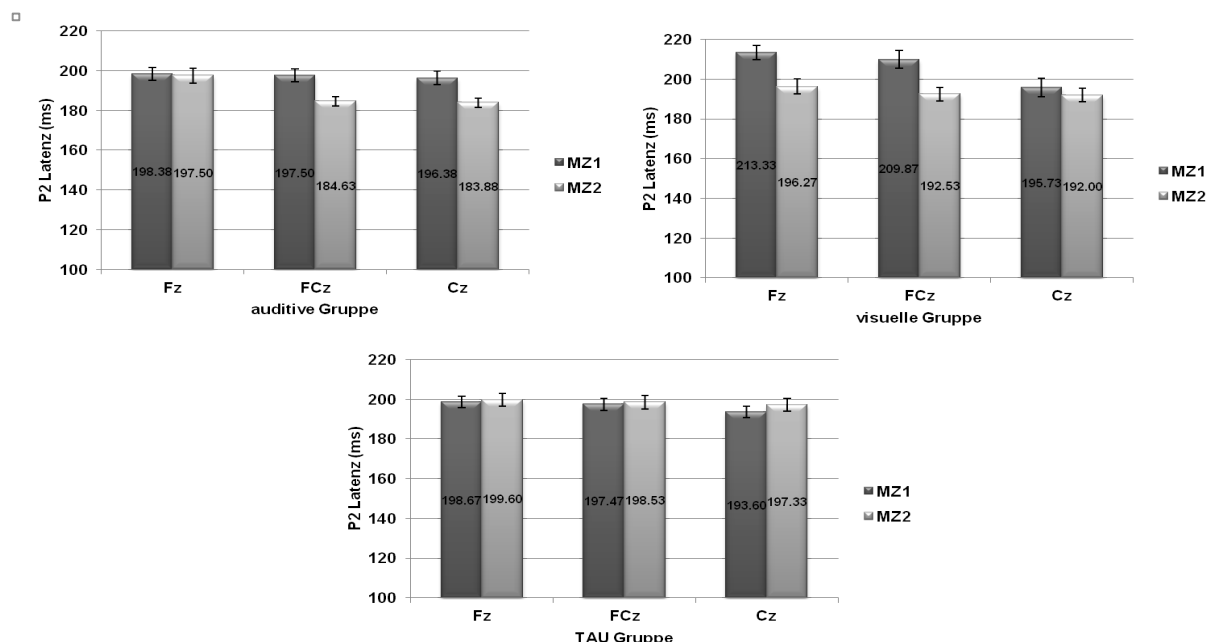 220
200
180
160
140
120
100
P2 Latenz (ms)
198.38 197.50 197.50 184.63 196.38 183.88
Fz FCz Cz
auditive Gruppe
MZ1
MZ2
220
200
180
160
140
120
100
P2 Latenz (ms)
213.33 196.27 209.87 192.53 195.73 192.00
Fz FCz Cz
visuelle Gruppe
MZ1
MZ2
220
200
180
160
140
120
100
P2 Latenz (ms)
198.67 199.60 197.47 198.53 193.60 197.33
Fz FCz Cz
TAU Gruppe
MZ1
MZ2